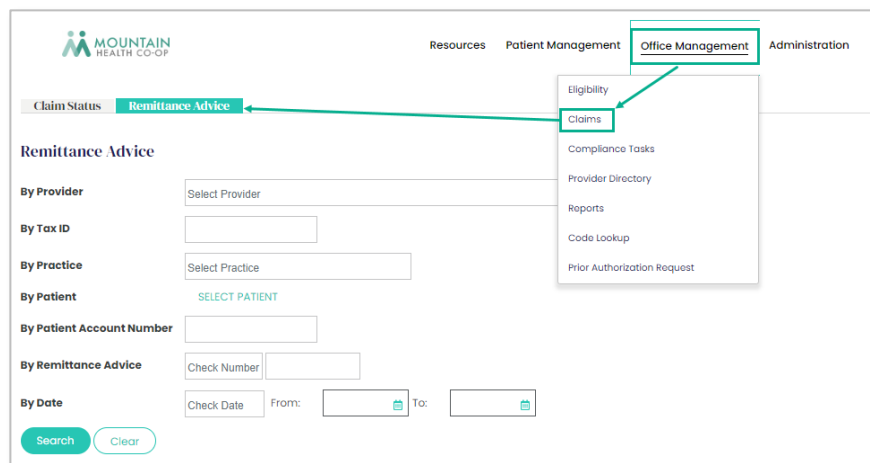 MOUNTAIN
HEALTH CO-OP
Resources Patient Management Office Management Administration
Eligibility
Claims
Compliance Tasks
Provider Directory
Reports
Code Lookup
Prior Authorization Request
Claim Status Remittance Advice
Remittance Advice
By Provider Select Provider
By Tax ID
By Practice Select Practice
By Patient SELECT PATIENT
By Patient Account Number
By Remittance Advice Check Number
By Date Check Date From: To:
Search Clear